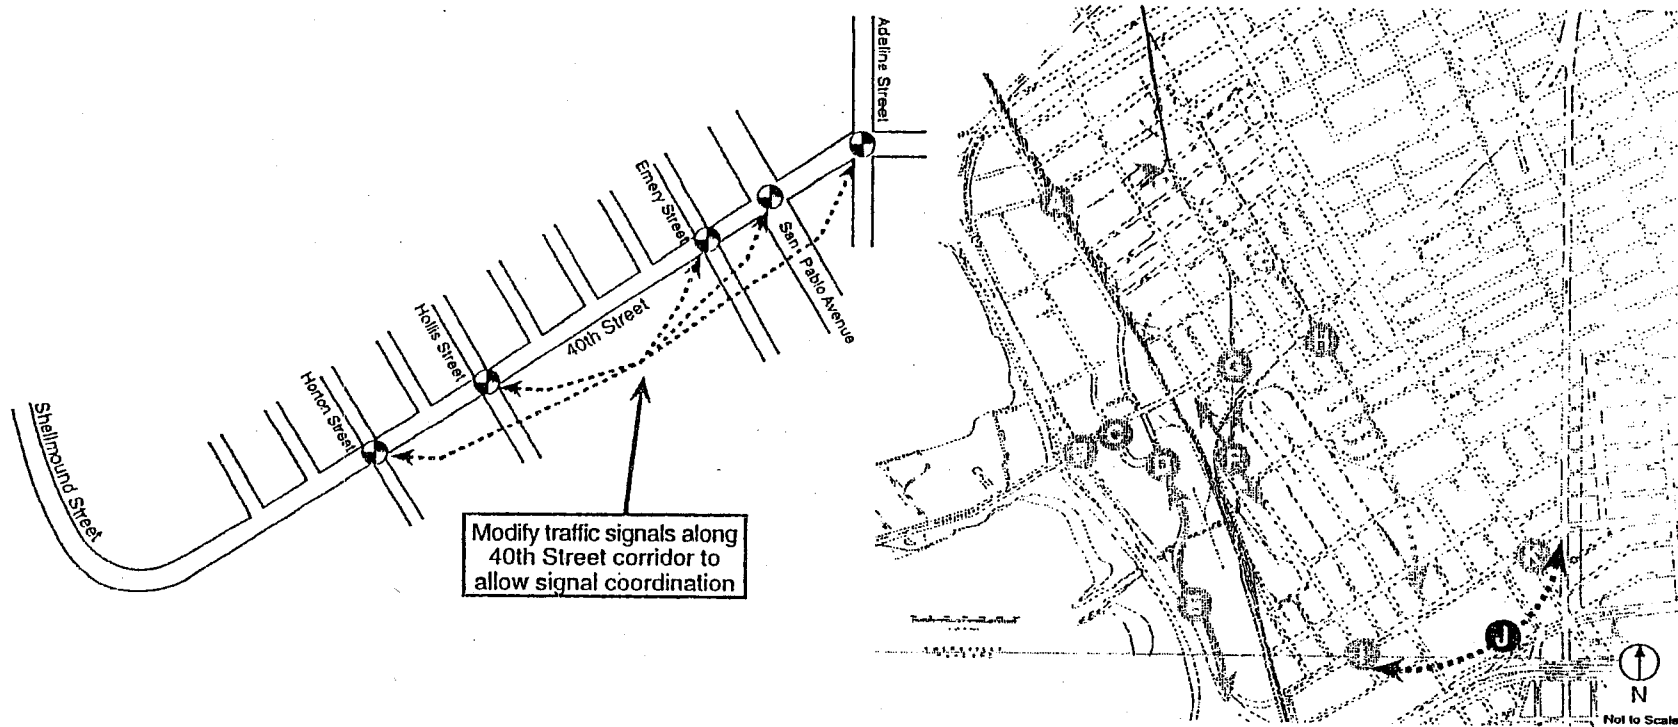 Adeline Street
Emery Street
San Pablo Avenue
Hollis Street
40th Street
Horton Street
Shellmound Street
Modify traffic signals along
40th Street corridor to
allow signal coordination
A
H
G
C
F
E
K
J
I
N
Not to Scale